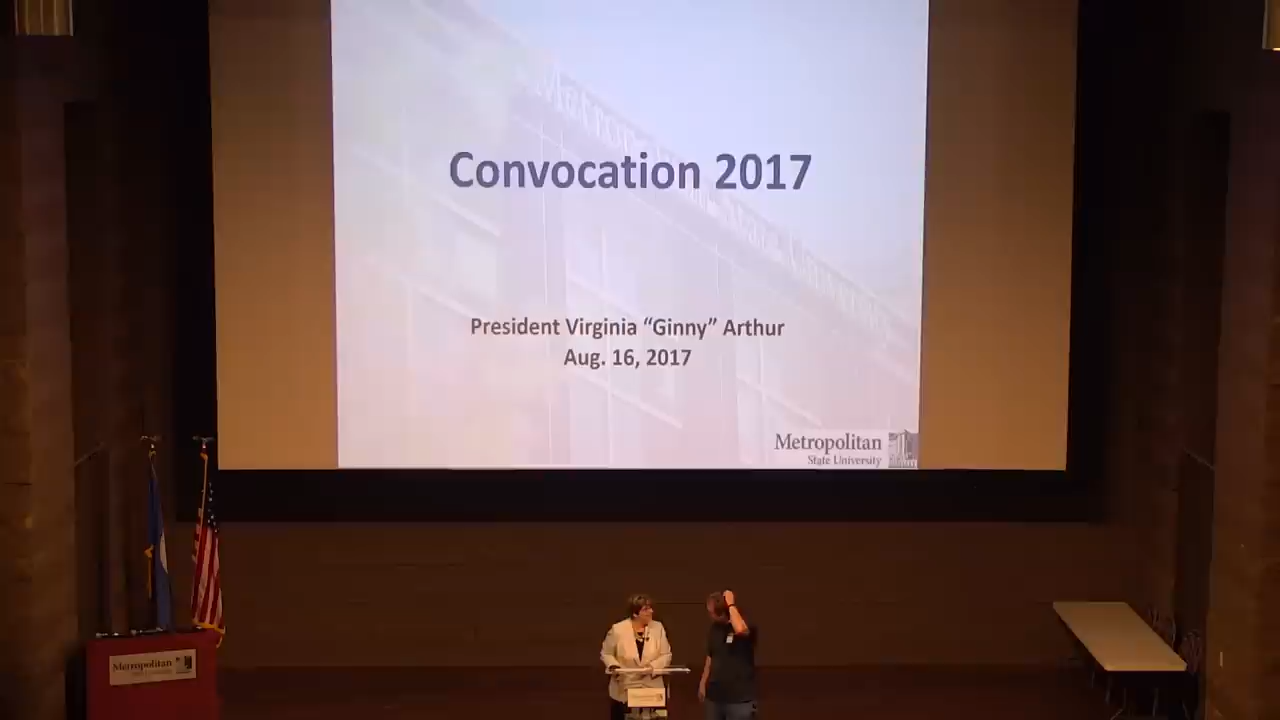 Convocation 2017
President Virginia “Ginny” Arthur
Aug. 16, 2017
Metropolitan
State University
Metropolitan